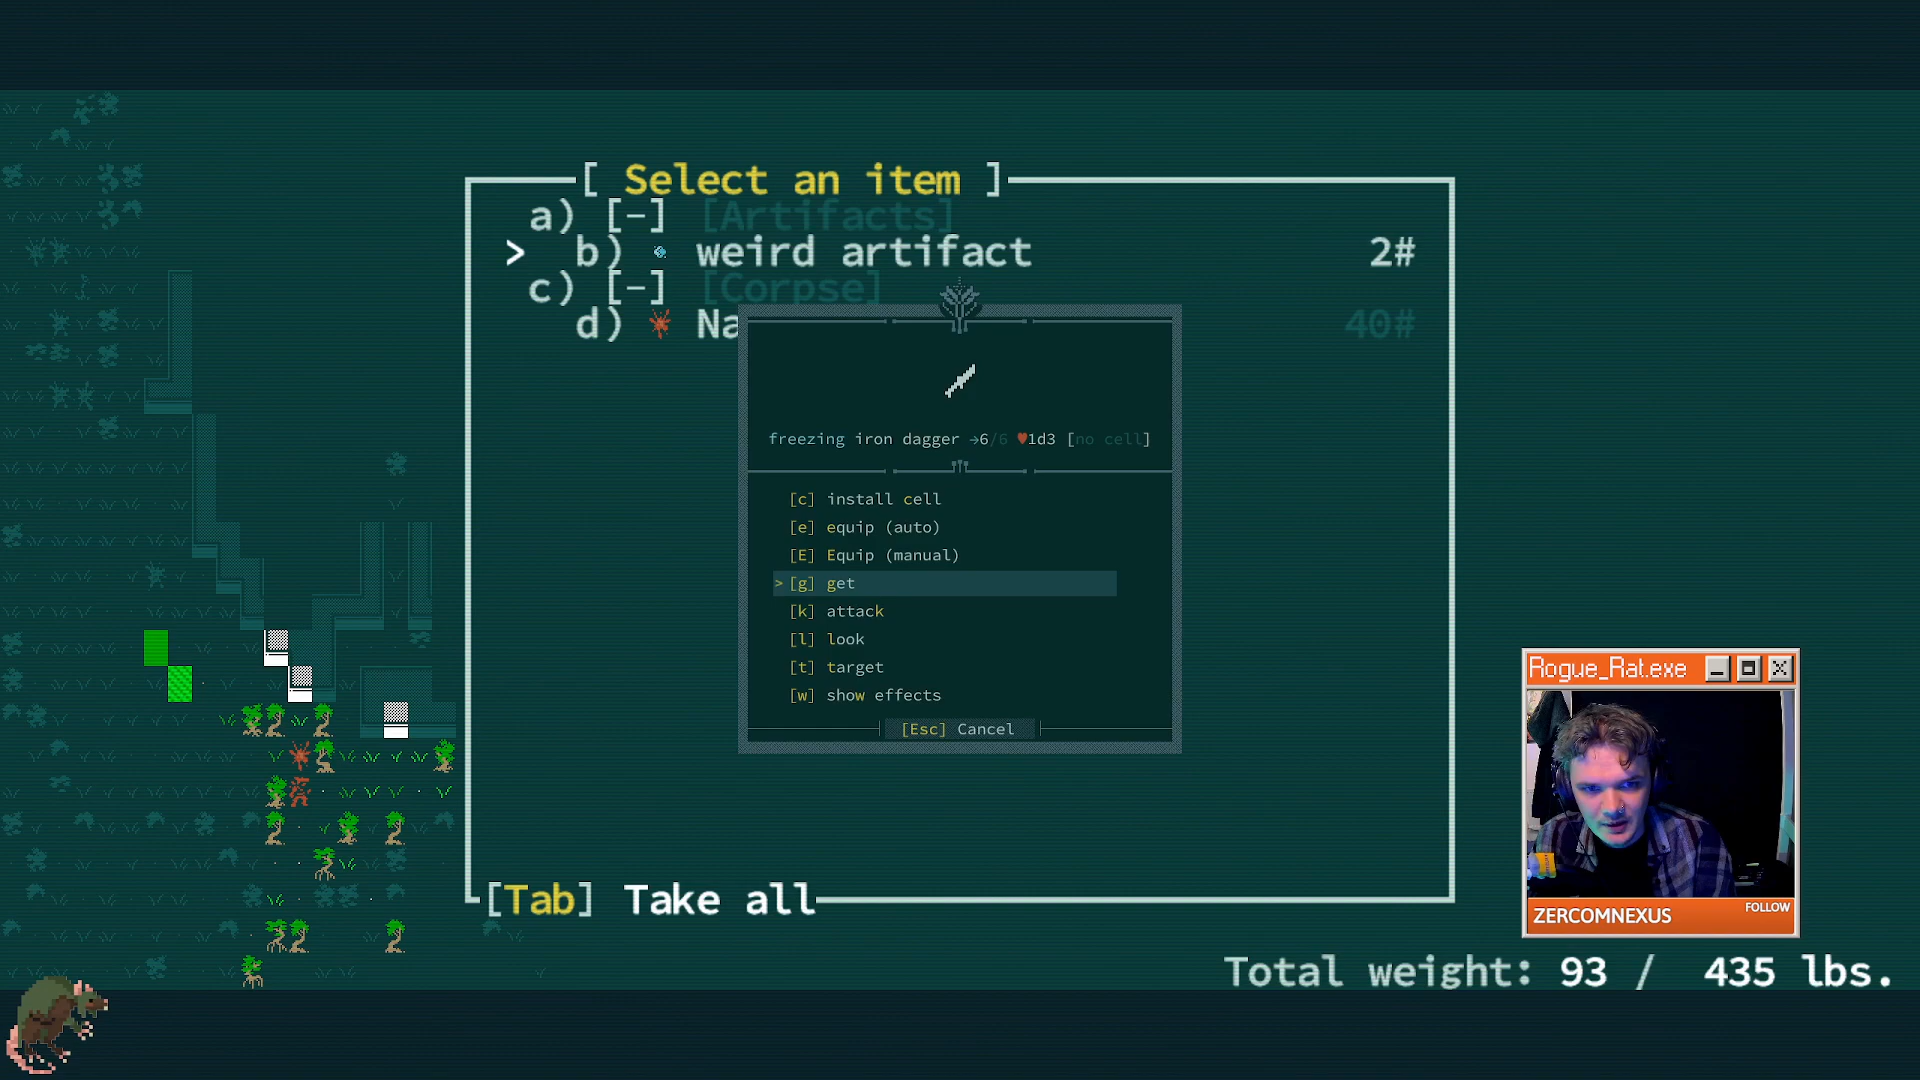 [ Select an item ]
a) [-] [Artifacts]
> b) weird artifact 2#
c) [-] [Corpse]
d) Na 40#
freezing iron dagger →6/6 ♥1d3 [no cell]
[c] install cell
[e] equip (auto)
[E] Equip (manual)
> [g] get
[k] attack
[l] look
[t] target
[w] show effects
[Esc] Cancel
[Tab] Take all
Rogue_Rat.exe
ZERCOMNEXUS FOLLOW
Total weight: 93 / 435 lbs.